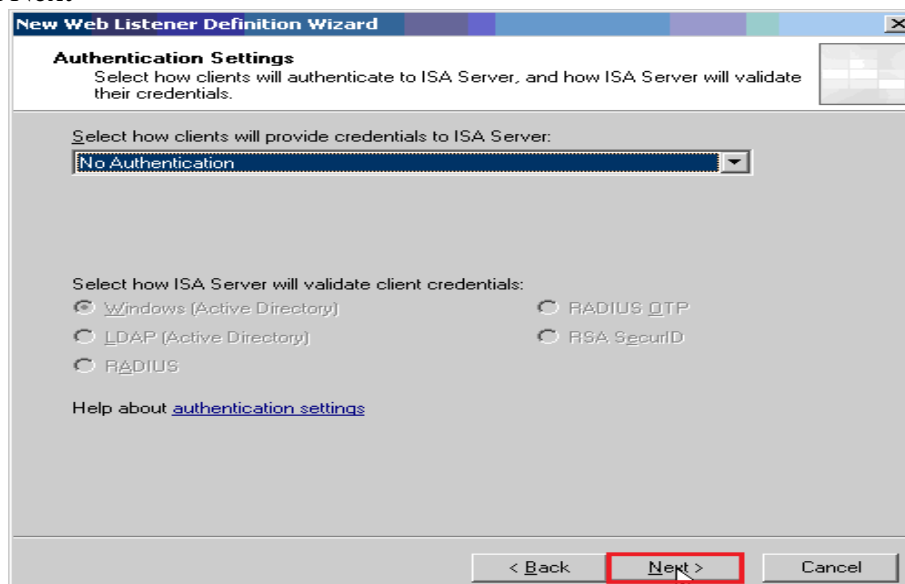 New Web Listener Definition Wizard
Authentication Settings
Select how clients will authenticate to ISA Server, and how ISA Server will validate
their credentials.
Select how clients will provide credentials to ISA Server:
No Authentication
Select how ISA Server will validate client credentials:
Windows (Active Directory)
RADIUS OTP
LDAP (Active Directory)
RSA SecurID
RADIUS
Help about authentication settings
< Back
Next >
Cancel